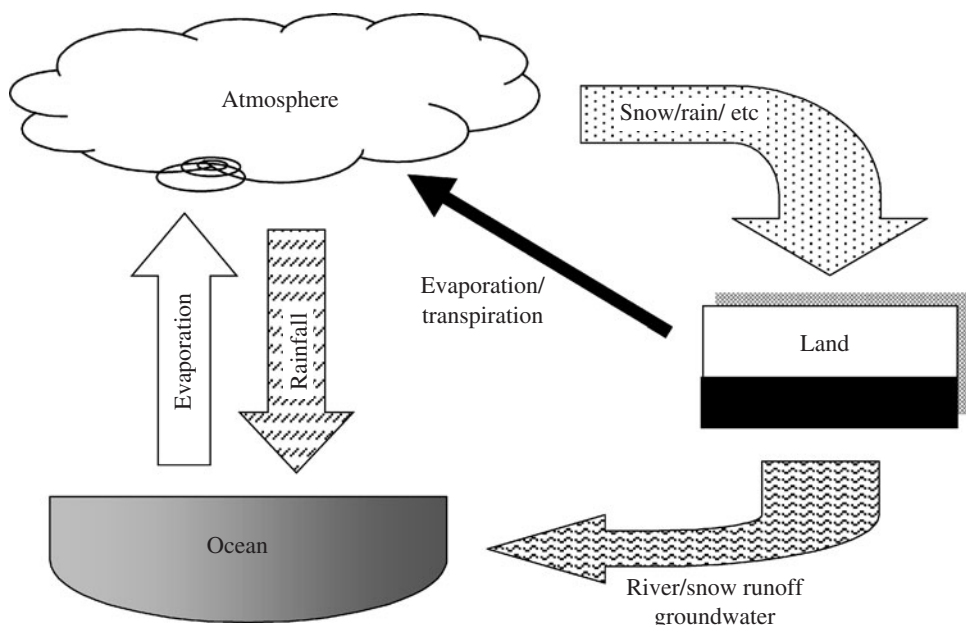 Atmosphere
Snow/rain/ etc
Evaporation/
transpiration
Evaporation
Rainfall
Land
Ocean
River/snow runoff
groundwater